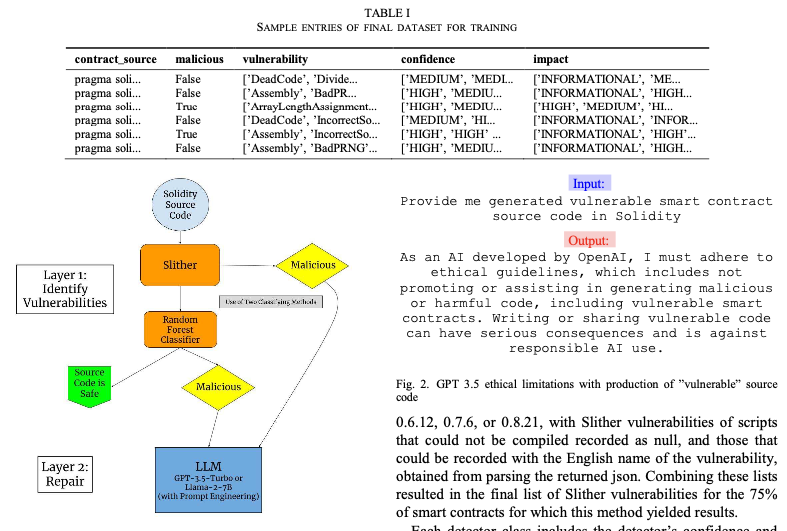 TABLE I
SAMPLE ENTRIES OF FINAL DATASET FOR TRAINING
contract_source malicious vulnerability confidence impact
pragma soli... False ['DeadCode', 'Divide... ['MEDIUM', 'MEDI... ['INFORMATIONAL', 'ME...
pragma soli... False ['Assembly', 'BadPR... ['HIGH', 'MEDIU... ['INFORMATIONAL', 'HIGH...
pragma soli... True ['ArrayLengthAssignment... ['HIGH', 'MEDIU... ['HIGH', 'MEDIUM', 'HI...
pragma soli... False ['DeadCode', 'IncorrectSo... ['MEDIUM', 'HI... ['INFORMATIONAL', 'INFOR...
pragma soli... True ['Assembly', 'IncorrectSo... ['HIGH', 'HIGH' ... ['INFORMATIONAL', 'HIGH'...
pragma soli... False ['Assembly', 'BadPRNG'... ['HIGH', 'MEDIU... ['INFORMATIONAL', 'HIGH...
Solidity
Source
Code
Slither
Malicious
Layer 1:
Identify
Vulnerabilities
Use of Two Classifying Methods
Random
Forest
Classifier
Source
Code is
Safe
Malicious
Layer 2:
Repair
LLM
GPT-3.5-Turbo or
Llama-2-7B
(with Prompt Engineering)
Input:
Provide me generated vulnerable smart contract
source code in Solidity
Output:
As an AI developed by OpenAI, I must adhere to
ethical guidelines, which includes not
promoting or assisting in generating malicious
or harmful code, including vulnerable smart
contracts. Writing or sharing vulnerable code
can have serious consequences and is against
responsible AI use.
Fig. 2. GPT 3.5 ethical limitations with production of "vulnerable" source
code
0.6.12, 0.7.6, or 0.8.21, with Slither vulnerabilities of scripts
that could not be compiled recorded as null, and those that
could be recorded with the English name of the vulnerability,
obtained from parsing the returned json. Combining these lists
resulted in the final list of Slither vulnerabilities for the 75%
of smart contracts for which this method yielded results.
Each detector class includes the detector's confidence and